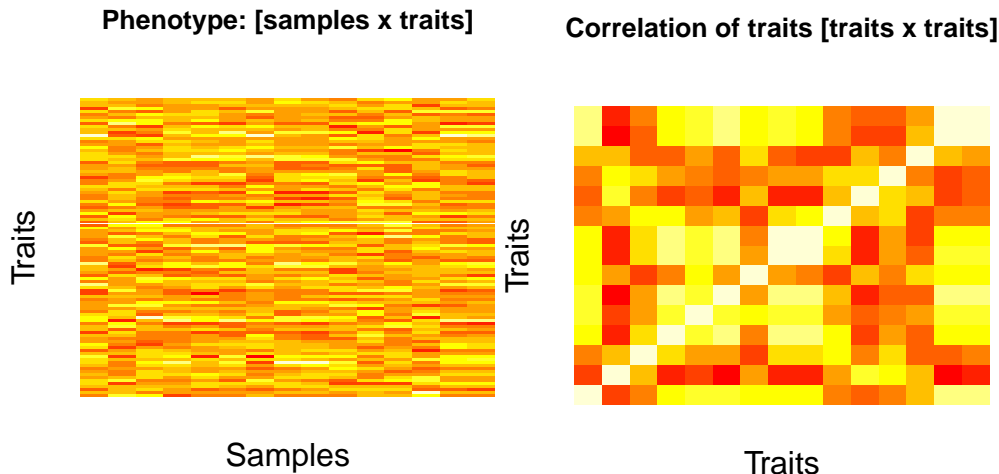 Phenotype: [samples x traits]
Traits
Samples
Correlation of traits [traits x traits]
Traits
Traits